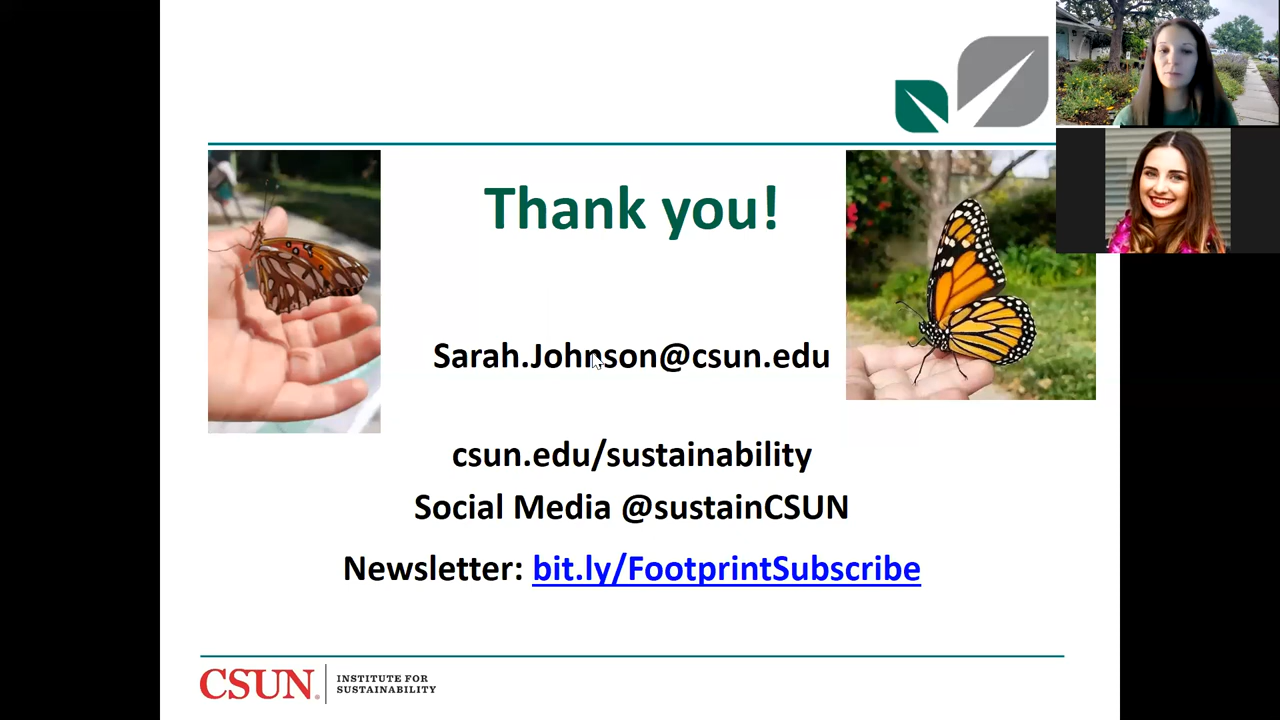 Thank you!
Sarah.Johnson@csun.edu
csun.edu/sustainability
Social Media @sustainCSUN
Newsletter: bit.ly/FootprintSubscribe
CSUN
INSTITUTE FOR
SUSTAINABILITY